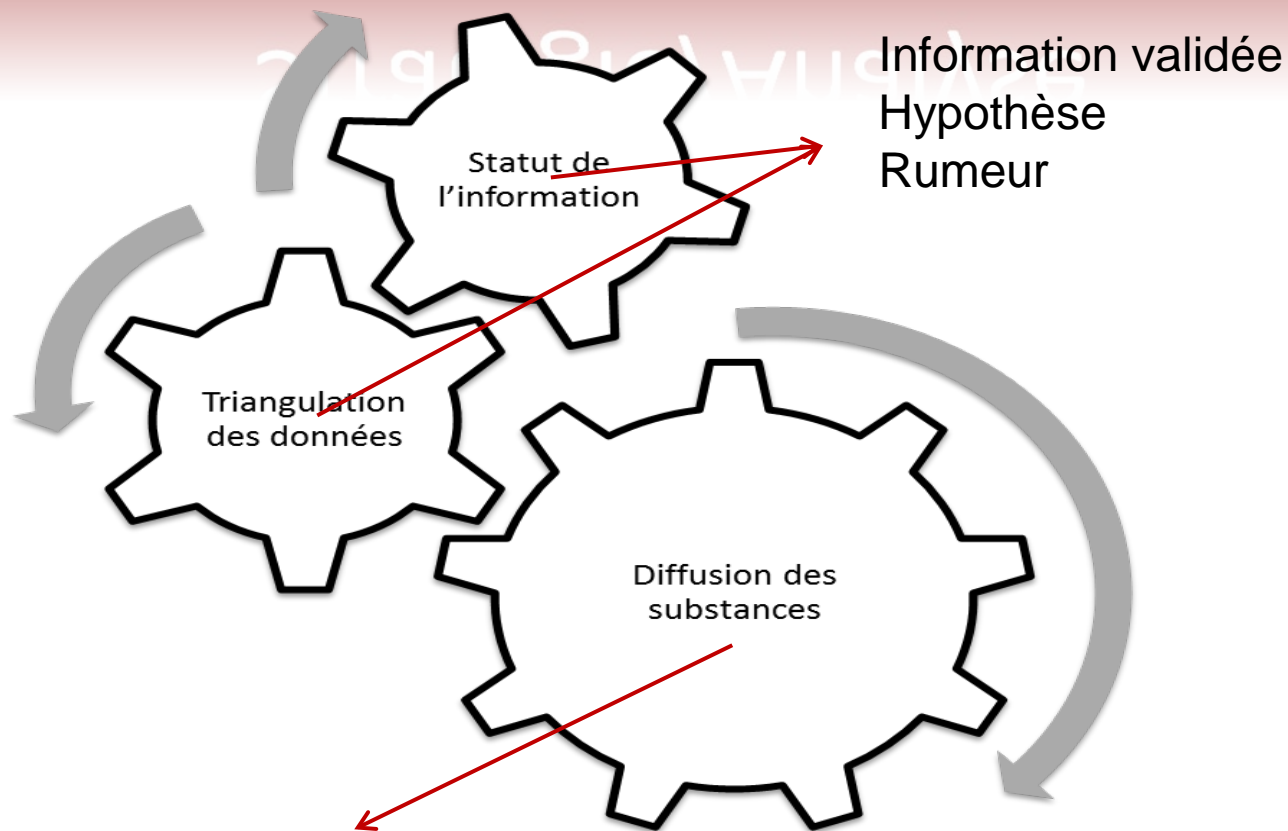 Information validée
Hypothèse
Rumeur
Statut de
l’information
Triangulation
des données
Diffusion des
substances